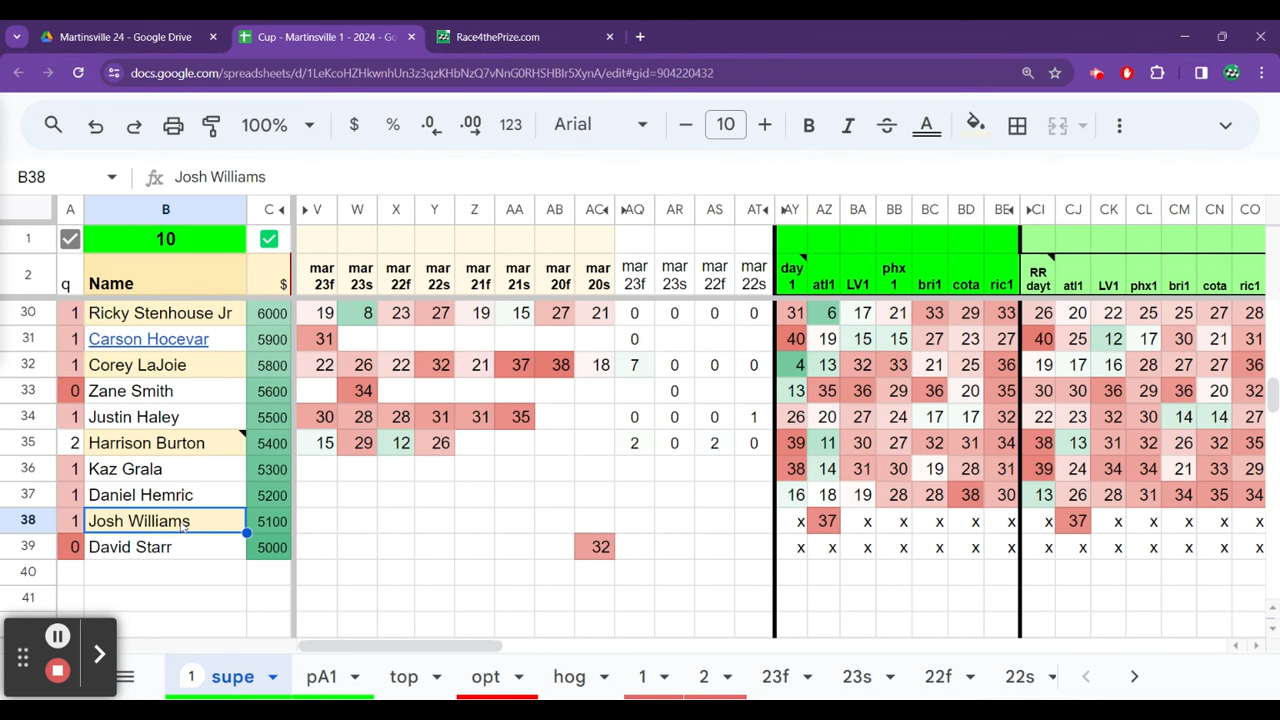 Martinsville 24 - Google Drive × Cup - Martinsville 1 - 2024 - Go × Race4thePrize.com × +
docs.google.com/spreadsheets/d/1LeKcoHZHkwnhUn3z3qzKHbNzQ7vNnG0RHSHBIr5XynA/edit#gid=904220432
100% $ % .0 .00 123 Arial − 10 + B I S A
B38 fx Josh Williams
A B C V W X Y Z AA AB AC AQ AR AS AT AY AZ BA BB BC BD BE CI CJ CK CL CM CN CO
1 10
2 q Name $ mar 23f mar 23s mar 22f mar 22s mar 21f mar 21s mar 20f mar 20s mar 23f mar 23s mar 22f mar 22s day 1 atl1 LV1 phx 1 bri1 cota ric1 RR dayt atl1 LV1 phx1 bri1 cota ric1
30 1 Ricky Stenhouse Jr 6000 19 8 23 27 19 15 27 21 0 0 0 0 31 6 17 21 33 29 33 26 20 22 25 25 27 28
31 1 Carson Hocevar 5900 31 0 40 19 15 15 27 23 27 40 25 12 17 30 21 31
32 1 Corey LaJoie 5800 22 26 22 32 21 37 38 18 7 0 0 0 4 13 32 33 21 25 36 19 17 16 28 27 27 36
33 0 Zane Smith 5600 34 0 13 35 36 29 36 20 35 30 30 36 29 36 20 32
34 1 Justin Haley 5500 30 28 28 31 31 35 0 0 0 1 26 20 27 24 17 17 32 22 23 32 30 14 14 27
35 2 Harrison Burton 5400 15 29 12 26 2 0 2 0 39 11 30 27 32 31 34 38 13 31 32 26 32 35
36 1 Kaz Grala 5300 38 14 31 30 19 28 31 39 24 34 34 21 33 29
37 1 Daniel Hemric 5200 16 18 19 28 28 38 30 13 26 28 31 34 35 34
38 1 Josh Williams 5100 x 37 x x x x x x 37 x x x x x
39 0 David Starr 5000 32 x x x x x x x x x x x x x x
40
41
1 supe pA1 top opt hog 1 2 23f 23s 22f 22s